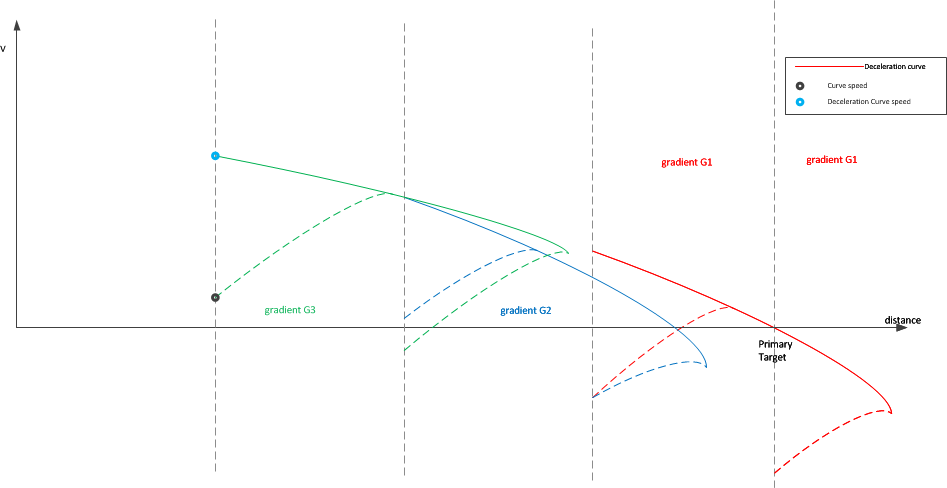 V
Deceleration curve
Curve speed
Deceleration Curve speed
gradient G1
gradient G1
gradient G3
gradient G2
distance
Primary
Target